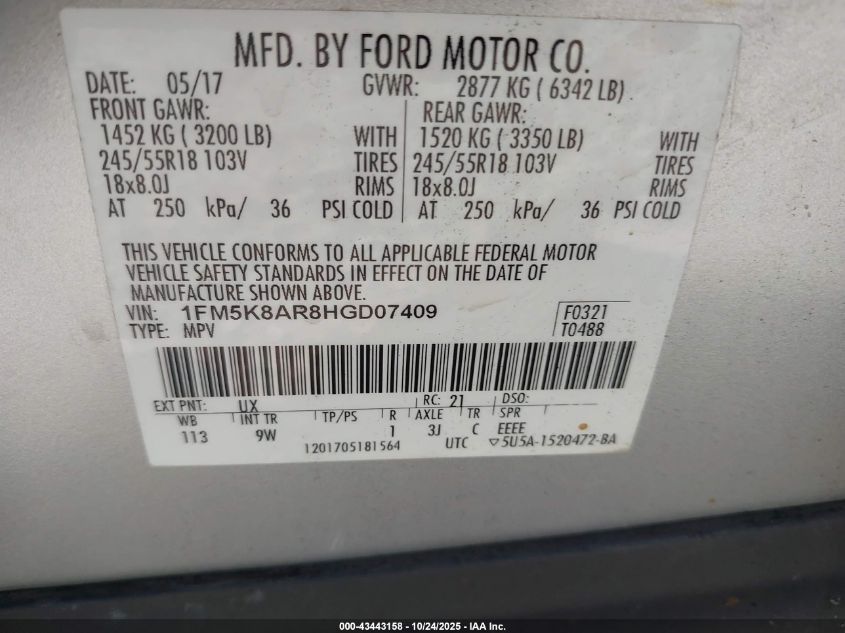 MFD. BY FORD MOTOR CO.
DATE: 05/17 GVWR: 2877 KG ( 6342 LB)
FRONT GAWR: REAR GAWR:
1452 KG ( 3200 LB) WITH 1520 KG ( 3350 LB) WITH
245/55R18 103V TIRES 245/55R18 103V TIRES
18x8.0J RIMS 18x8.0J RIMS
AT 250 kPa/ 36 PSI COLD AT 250 kPa/ 36 PSI COLD
THIS VEHICLE CONFORMS TO ALL APPLICABLE FEDERAL MOTOR
VEHICLE SAFETY STANDARDS IN EFFECT ON THE DATE OF
MANUFACTURE SHOWN ABOVE.
VIN: 1FM5K8AR8HGD07409 F0321
TYPE: MPV T0488
EXT PNT: UX RC: 21 DSO:
WB INT TR TP/PS R AXLE TR SPR
113 9W 1 3J C EEEE
1201705181564 UTC ▽5U5A-1520472-BA
000-43443158 - 10/24/2025 - IAA Inc.